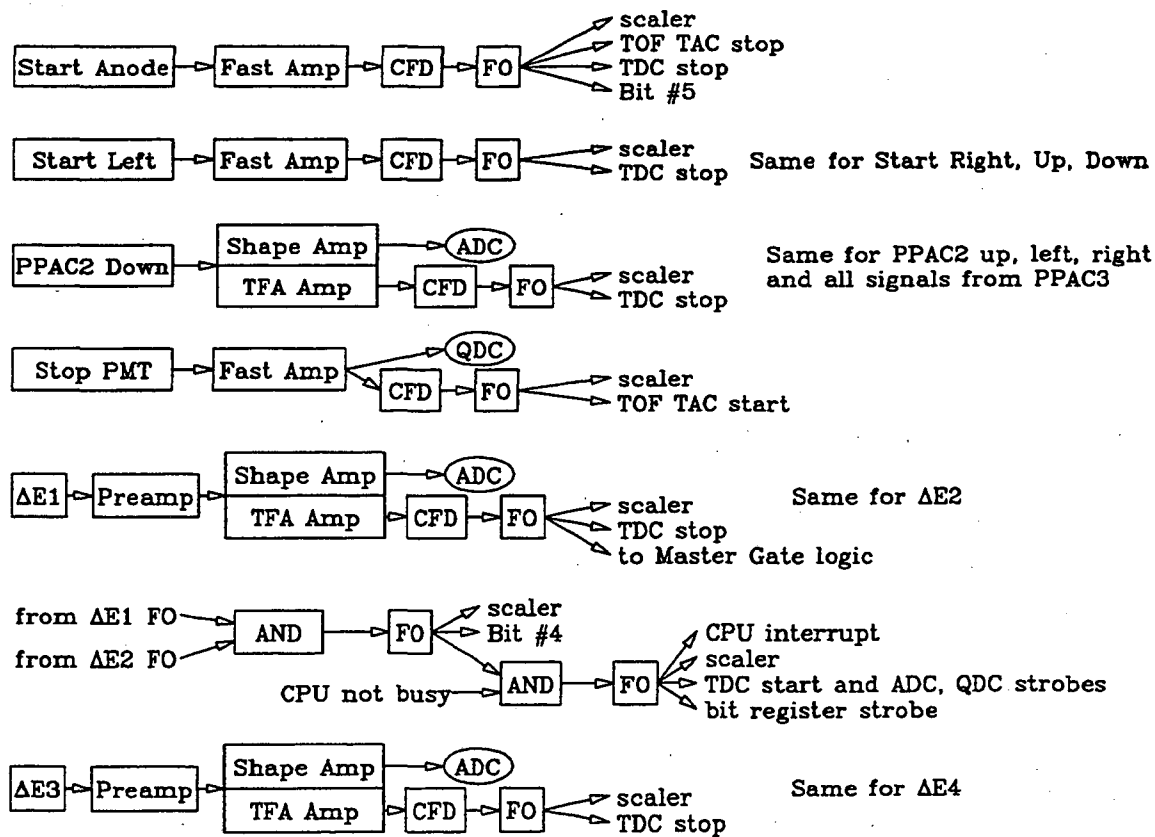 scaler
Start Anode Fast Amp CFD FO TOF TAC stop
TDC stop
Bit #5
Start Left Fast Amp CFD FO scaler
TDC stop
Same for Start Right, Up, Down
PPAC2 Down Shape Amp ADC
TFA Amp CFD FO scaler
TDC stop
Same for PPAC2 up, left, right
and all signals from PPAC3
Stop PMT Fast Amp QDC
CFD FO scaler
TOF TAC start
ΔE1 Preamp Shape Amp ADC
TFA Amp CFD FO scaler
TDC stop
to Master Gate logic
Same for ΔE2
from ΔE1 FO
from ΔE2 FO
AND FO scaler
Bit #4
CPU not busy AND FO CPU interrupt
scaler
TDC start and ADC, QDC strobes
bit register strobe
ΔE3 Preamp Shape Amp ADC
TFA Amp CFD FO scaler
TDC stop
Same for ΔE4